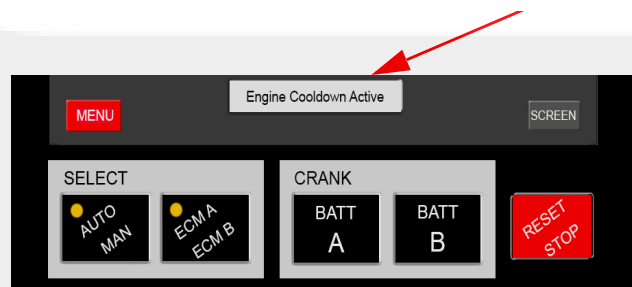 Engine Cooldown Active
MENU
SCREEN
SELECT
CRANK
AUTO
MAN
ECM A
ECM B
BATT
A
BATT
B
RESET
STOP